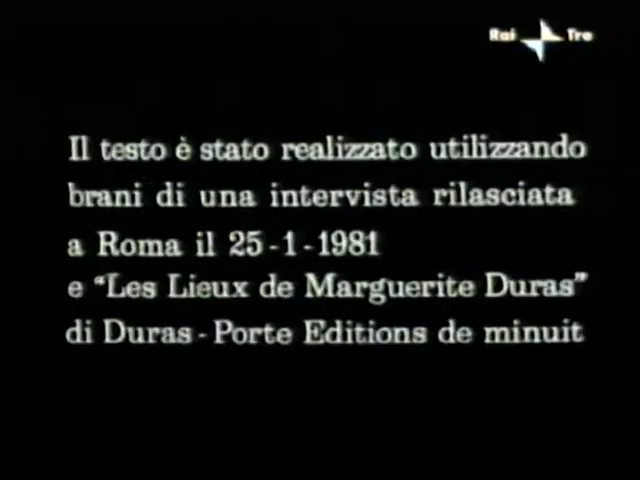 Rai Tre
Il testo è stato realizzato utilizzando
brani di una intervista rilasciata
a Roma il 25-1-1981
e "Les Lieux de Marguerite Duras"
di Duras-Porte Editions de minuit